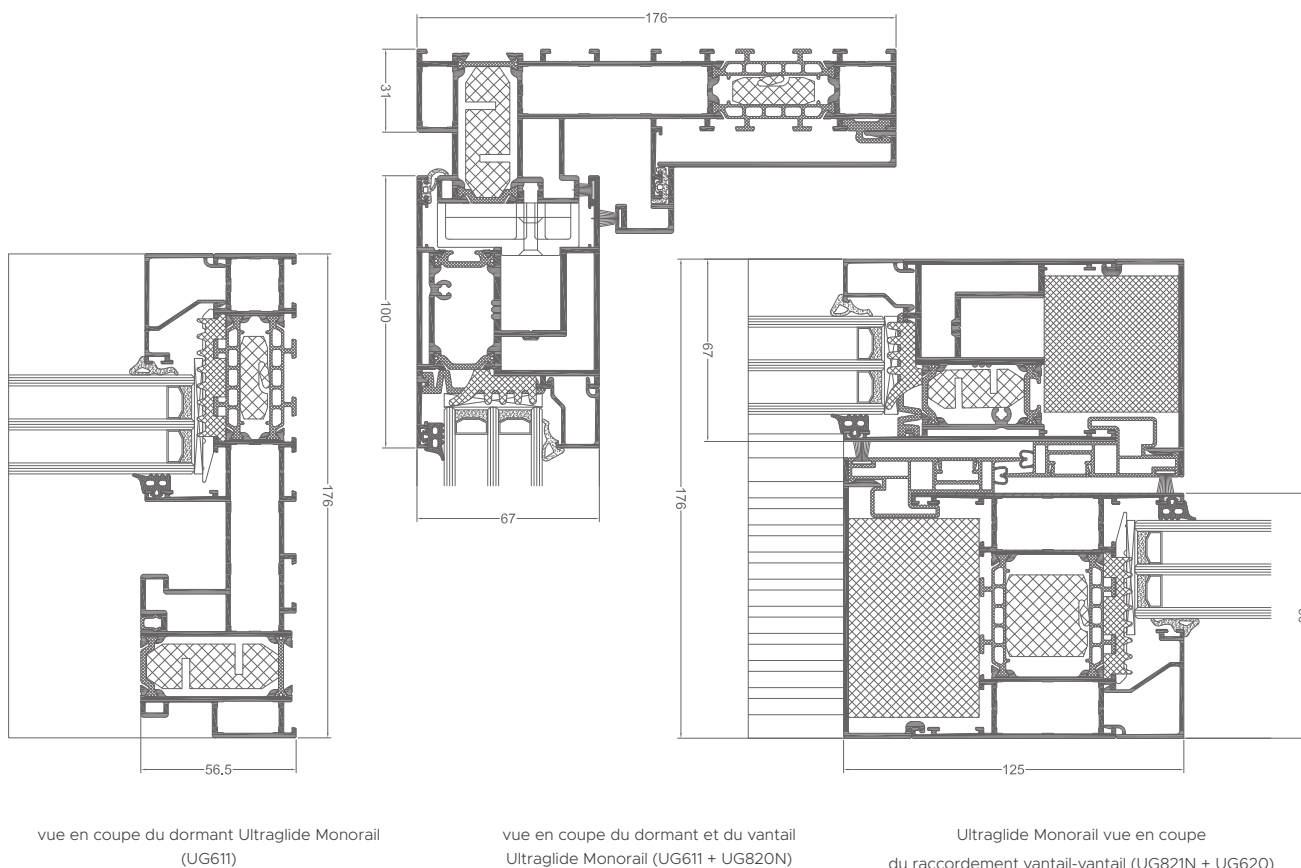 176
31
100
67
176
56.5
67
176
125
vue en coupe du dormant Ultraglide Monorail
(UG611)
vue en coupe du dormant et du vantail
Ultraglide Monorail (UG611 + UG820N)
Ultraglide Monorail vue en coupe
du raccordement vantail-vantail (UG821N + UG620)